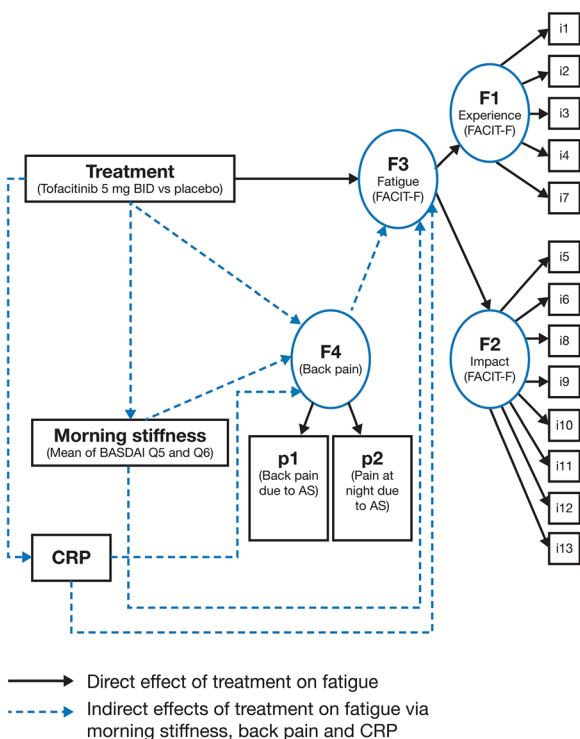 i1
i2
F1
Experience
(FACIT-F)
i3
i4
i7
Treatment
(Tofacitinib 5 mg BID vs placebo)
F3
Fatigue
(FACIT-F)
i5
i6
F2
Impact
(FACIT-F)
i8
i9
i10
i11
i12
i13
F4
(Back pain)
Morning stiffness
(Mean of BASDAI Q5 and Q6)
p1
(Back pain
due to AS)
p2
(Pain at
night due
to AS)
CRP
Direct effect of treatment on fatigue
Indirect effects of treatment on fatigue via
morning stiffness, back pain and CRP